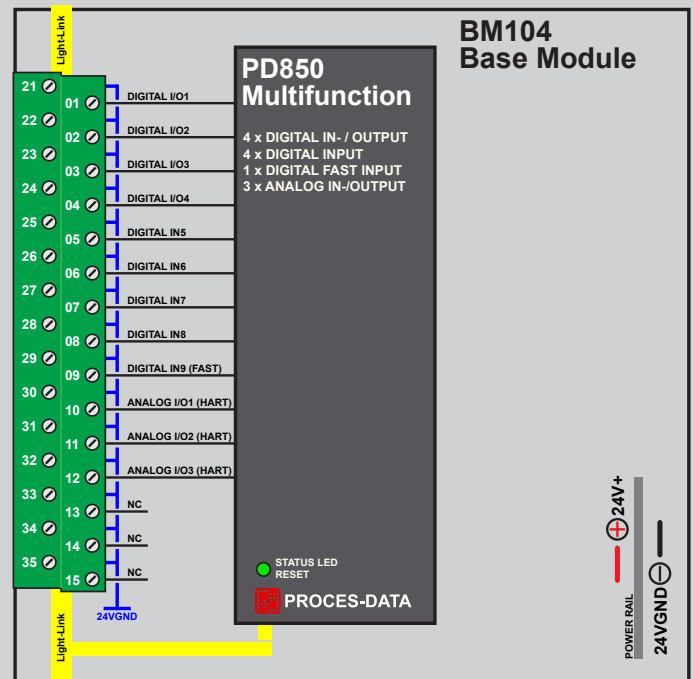 Light-Link
BM104
Base Module
PD850
Multifunction
4 x DIGITAL IN- / OUTPUT
4 x DIGITAL INPUT
1 x DIGITAL FAST INPUT
3 x ANALOG IN-/OUTPUT
21
01 DIGITAL I/O1
22
02 DIGITAL I/O2
23
03 DIGITAL I/O3
24
04 DIGITAL I/O4
25
05 DIGITAL IN5
26
06 DIGITAL IN6
27
07 DIGITAL IN7
28
08 DIGITAL IN8
29
09 DIGITAL IN9 (FAST)
30
10 ANALOG I/O1 (HART)
31
11 ANALOG I/O2 (HART)
32
12 ANALOG I/O3 (HART)
33
13 NC
34
14 NC
35
15 NC
24VGND
Light-Link
STATUS LED
RESET
PROCES-DATA
24V+
POWER RAIL
24VGND